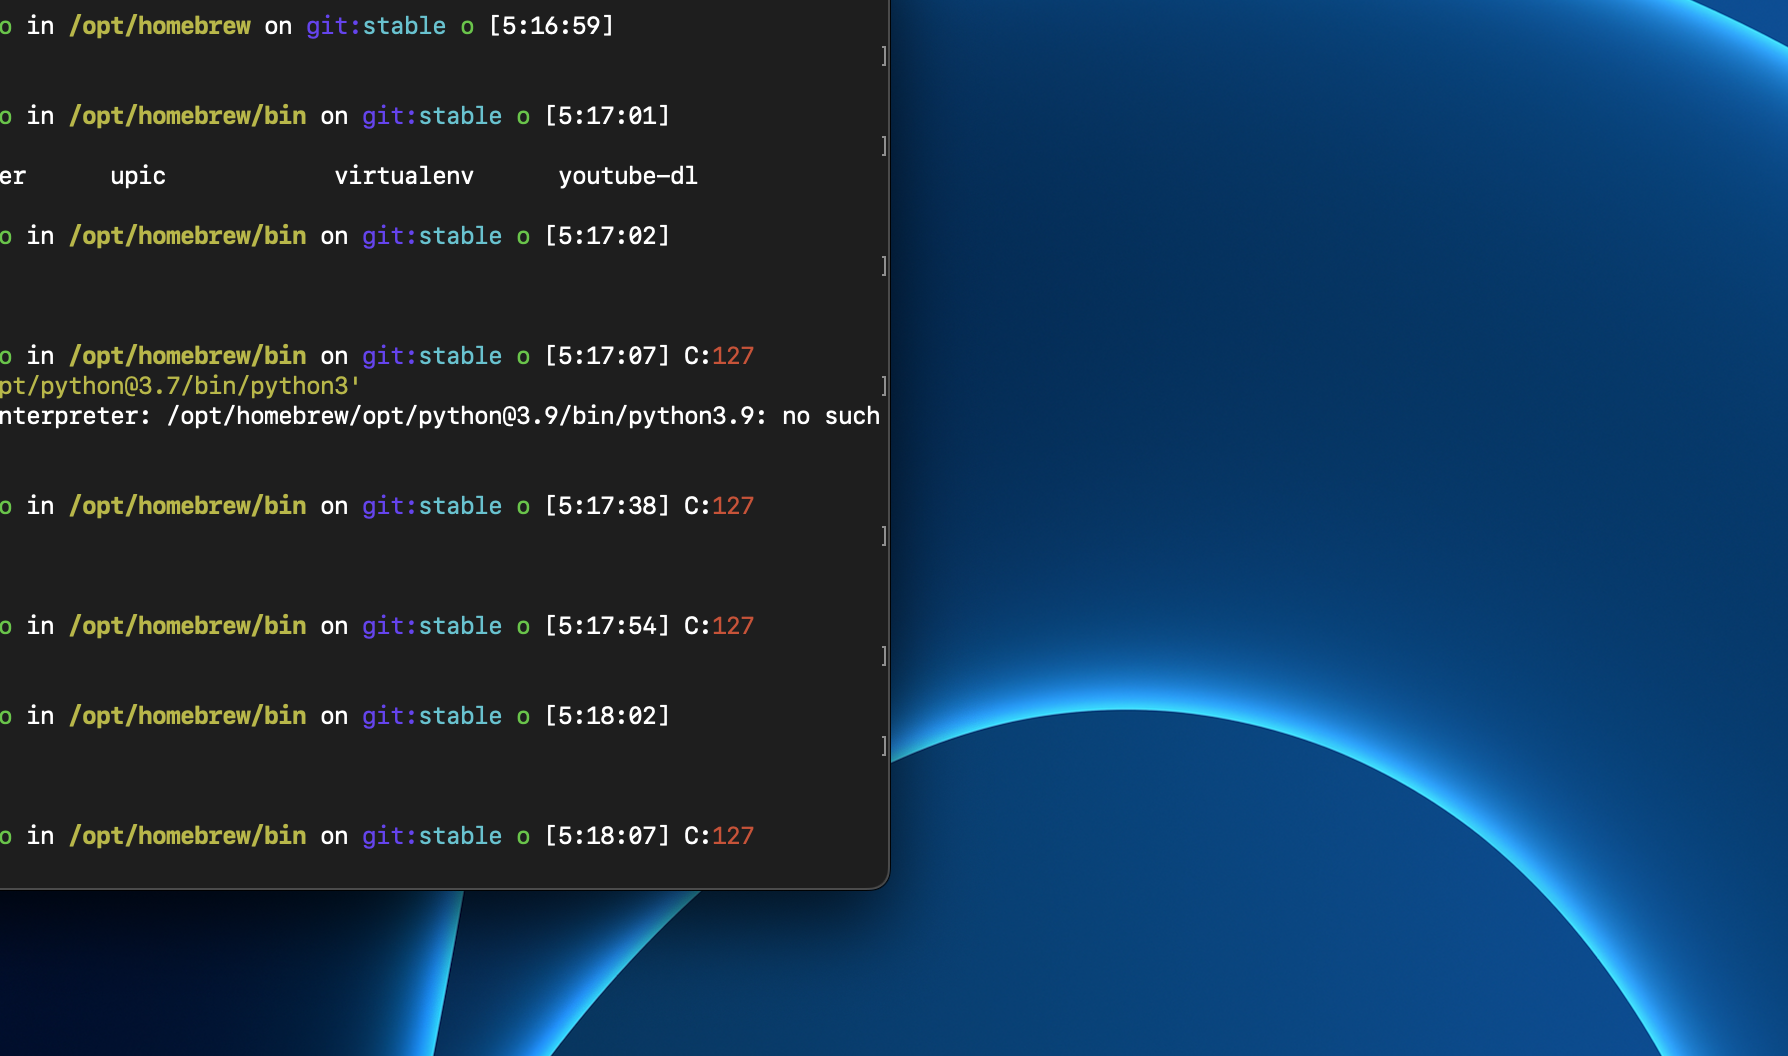 o in /opt/homebrew on git:stable o [5:16:59]
]
o in /opt/homebrew/bin on git:stable o [5:17:01]
]
er upic virtualenv youtube-dl
o in /opt/homebrew/bin on git:stable o [5:17:02]
]
o in /opt/homebrew/bin on git:stable o [5:17:07] C:127
pt/python@3.7/bin/python3' ]
nterpreter: /opt/homebrew/opt/python@3.9/bin/python3.9: no such
o in /opt/homebrew/bin on git:stable o [5:17:38] C:127
]
o in /opt/homebrew/bin on git:stable o [5:17:54] C:127
]
o in /opt/homebrew/bin on git:stable o [5:18:02]
]
o in /opt/homebrew/bin on git:stable o [5:18:07] C:127